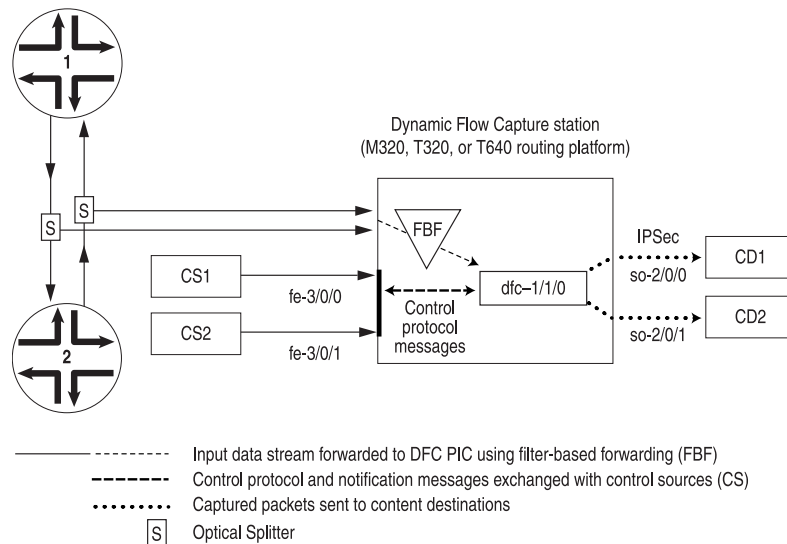 1
Dynamic Flow Capture station
(M320, T320, or T640 routing platform)
S
S
FBF
IPSec
CS1
CD1
fe-3/0/0
dfc–1/1/0
so-2/0/0
CS2
Control
protocol
messages
CD2
fe-3/0/1
so-2/0/1
2
Input data stream forwarded to DFC PIC using filter-based forwarding (FBF)
Control protocol and notification messages exchanged with control sources (CS)
Captured packets sent to content destinations
S Optical Splitter